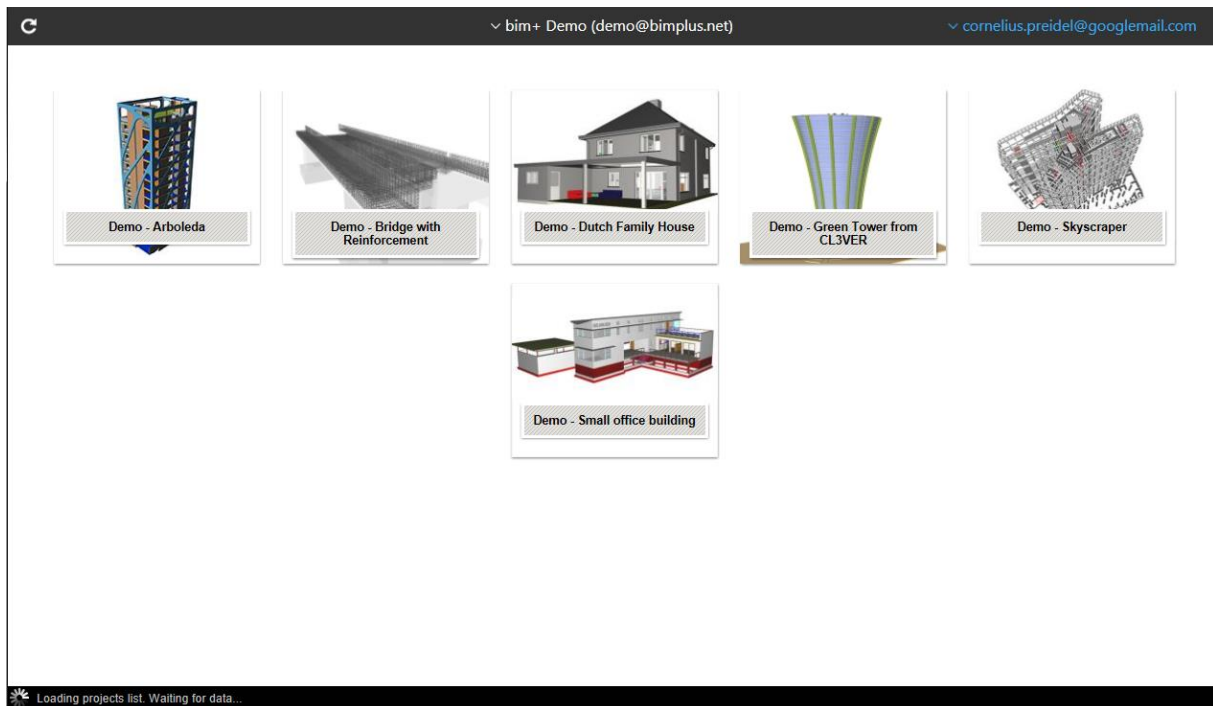 bim+ Demo (demo@bimplus.net)
cornelius.preidel@googlemail.com
Demo - Arboleda
Demo - Bridge with
Reinforcement
Demo - Dutch Family House
Demo - Green Tower from
CL3VER
Demo - Skyscraper
Demo - Small office building
Loading projects list. Waiting for data...